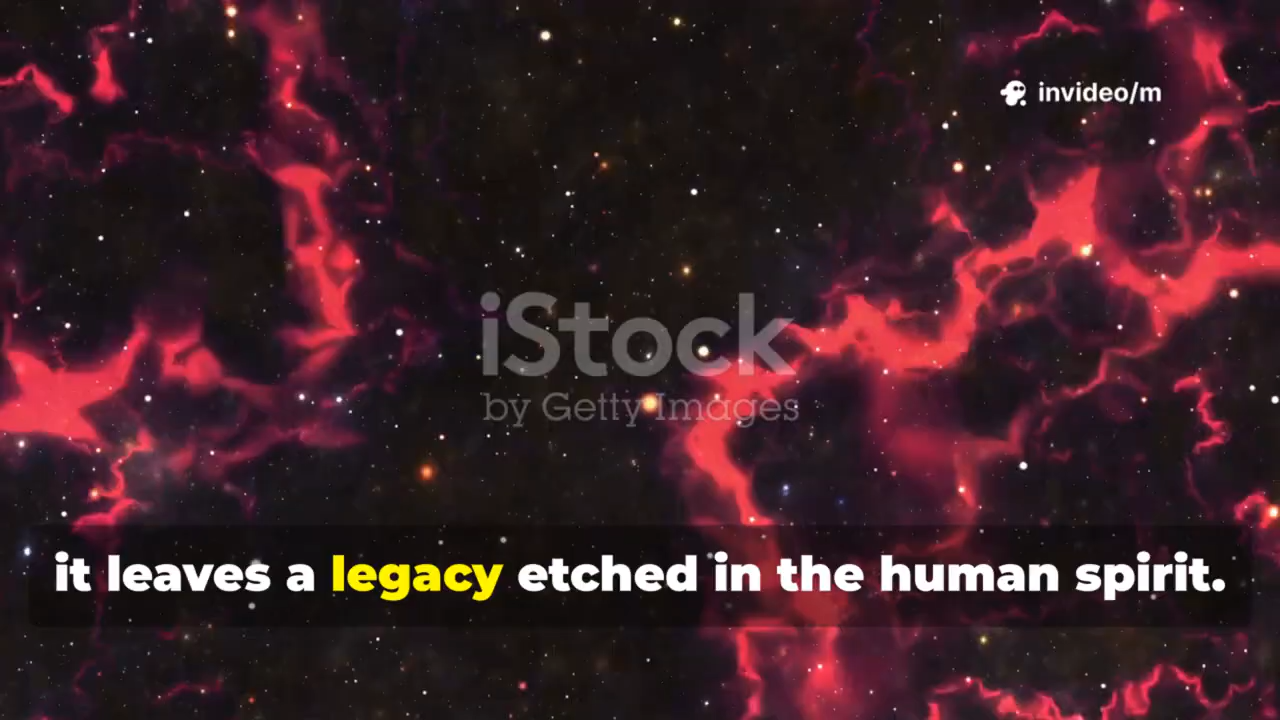 invideo/m
iStock
by Getty Images
it leaves a legacy etched in the human spirit.